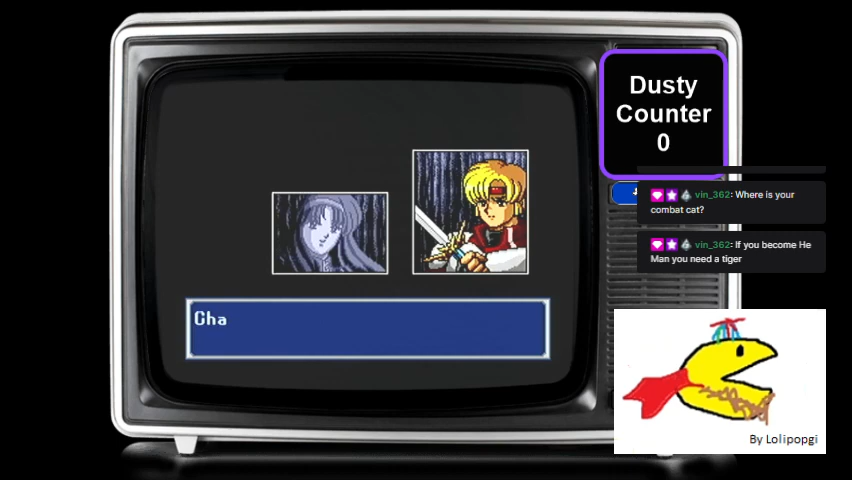 Dusty
Counter
0
vin_362: Where is your
combat cat?
vin_362: If you become He
Man you need a tiger
Cha
By Lolipopgi